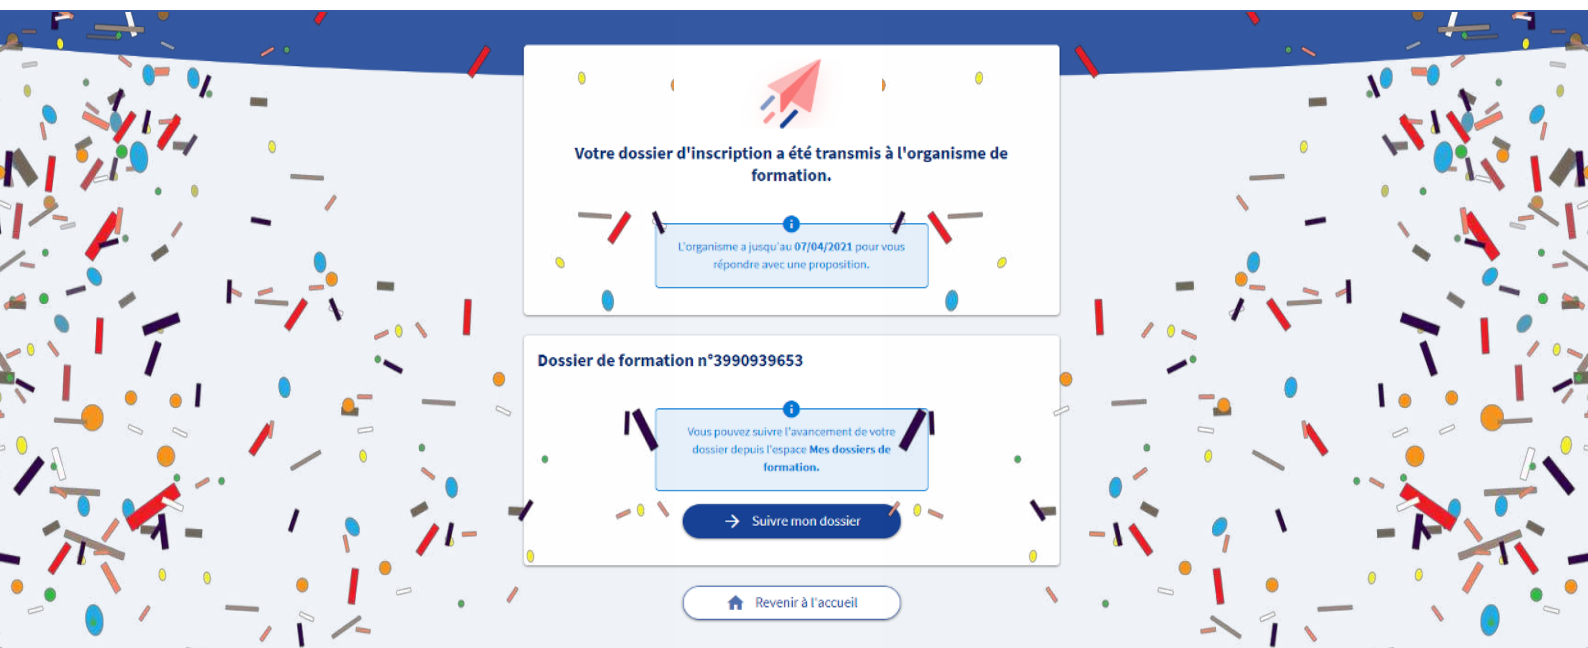 Votre dossier d'inscription a été transmis à l'organisme de
formation.
L'organisme a jusqu'au 07/04/2021 pour vous
répondre avec une proposition.
Dossier de formation n°3990939653
Vous pouvez suivre l'avancement de votre
dossier depuis l'espace Mes dossiers de
formation.
Suivre mon dossier
Revenir à l'accueil